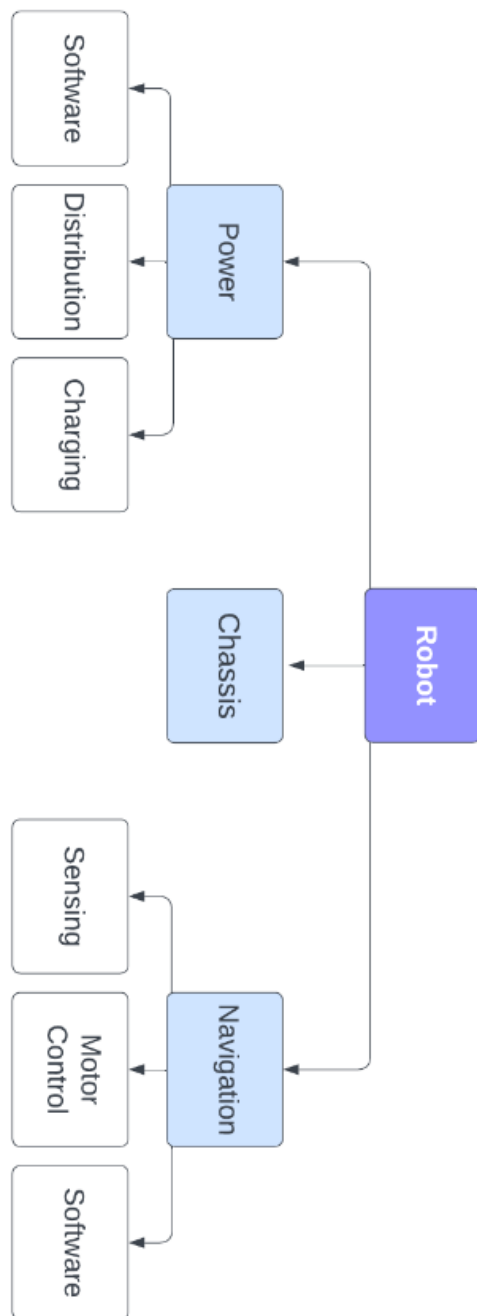 Robot
Power
Chassis
Navigation
Software
Distribution
Charging
Sensing
Motor
Control
Software